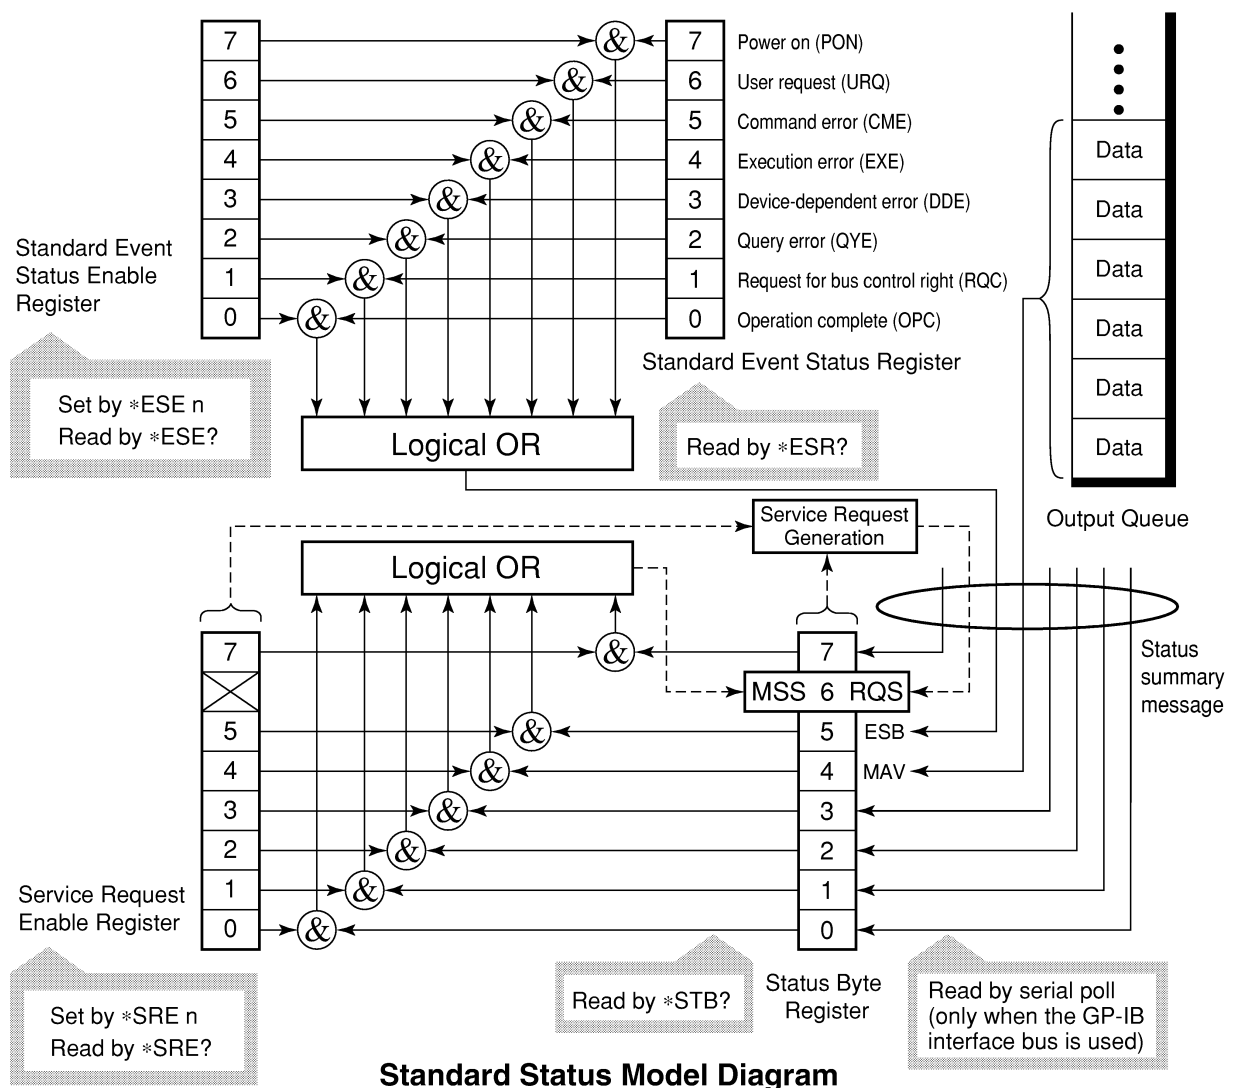 7
6
5
4
3
2
1
0
&
&
&
&
&
&
&
&
7 Power on (PON)
6 User request (URQ)
5 Command error (CME)
4 Execution error (EXE)
3 Device-dependent error (DDE)
2 Query error (QYE)
1 Request for bus control right (RQC)
0 Operation complete (OPC)
Standard Event
Status Enable
Register
Set by *ESE n
Read by *ESE?
Standard Event Status Register
Read by *ESR?
Logical OR
Data
Data
Data
Data
Data
Data
Output Queue
Service Request
Generation
Logical OR
7
5
4
3
2
1
0
&
&
&
&
&
&
&
7
MSS 6 RQS
5 ESB
4 MAV
3
2
1
0
Status
summary
message
Service Request
Enable Register
Set by *SRE n
Read by *SRE?
Read by *STB?
Status Byte
Register
Read by serial poll
(only when the GP-IB
interface bus is used)
Standard Status Model Diagram